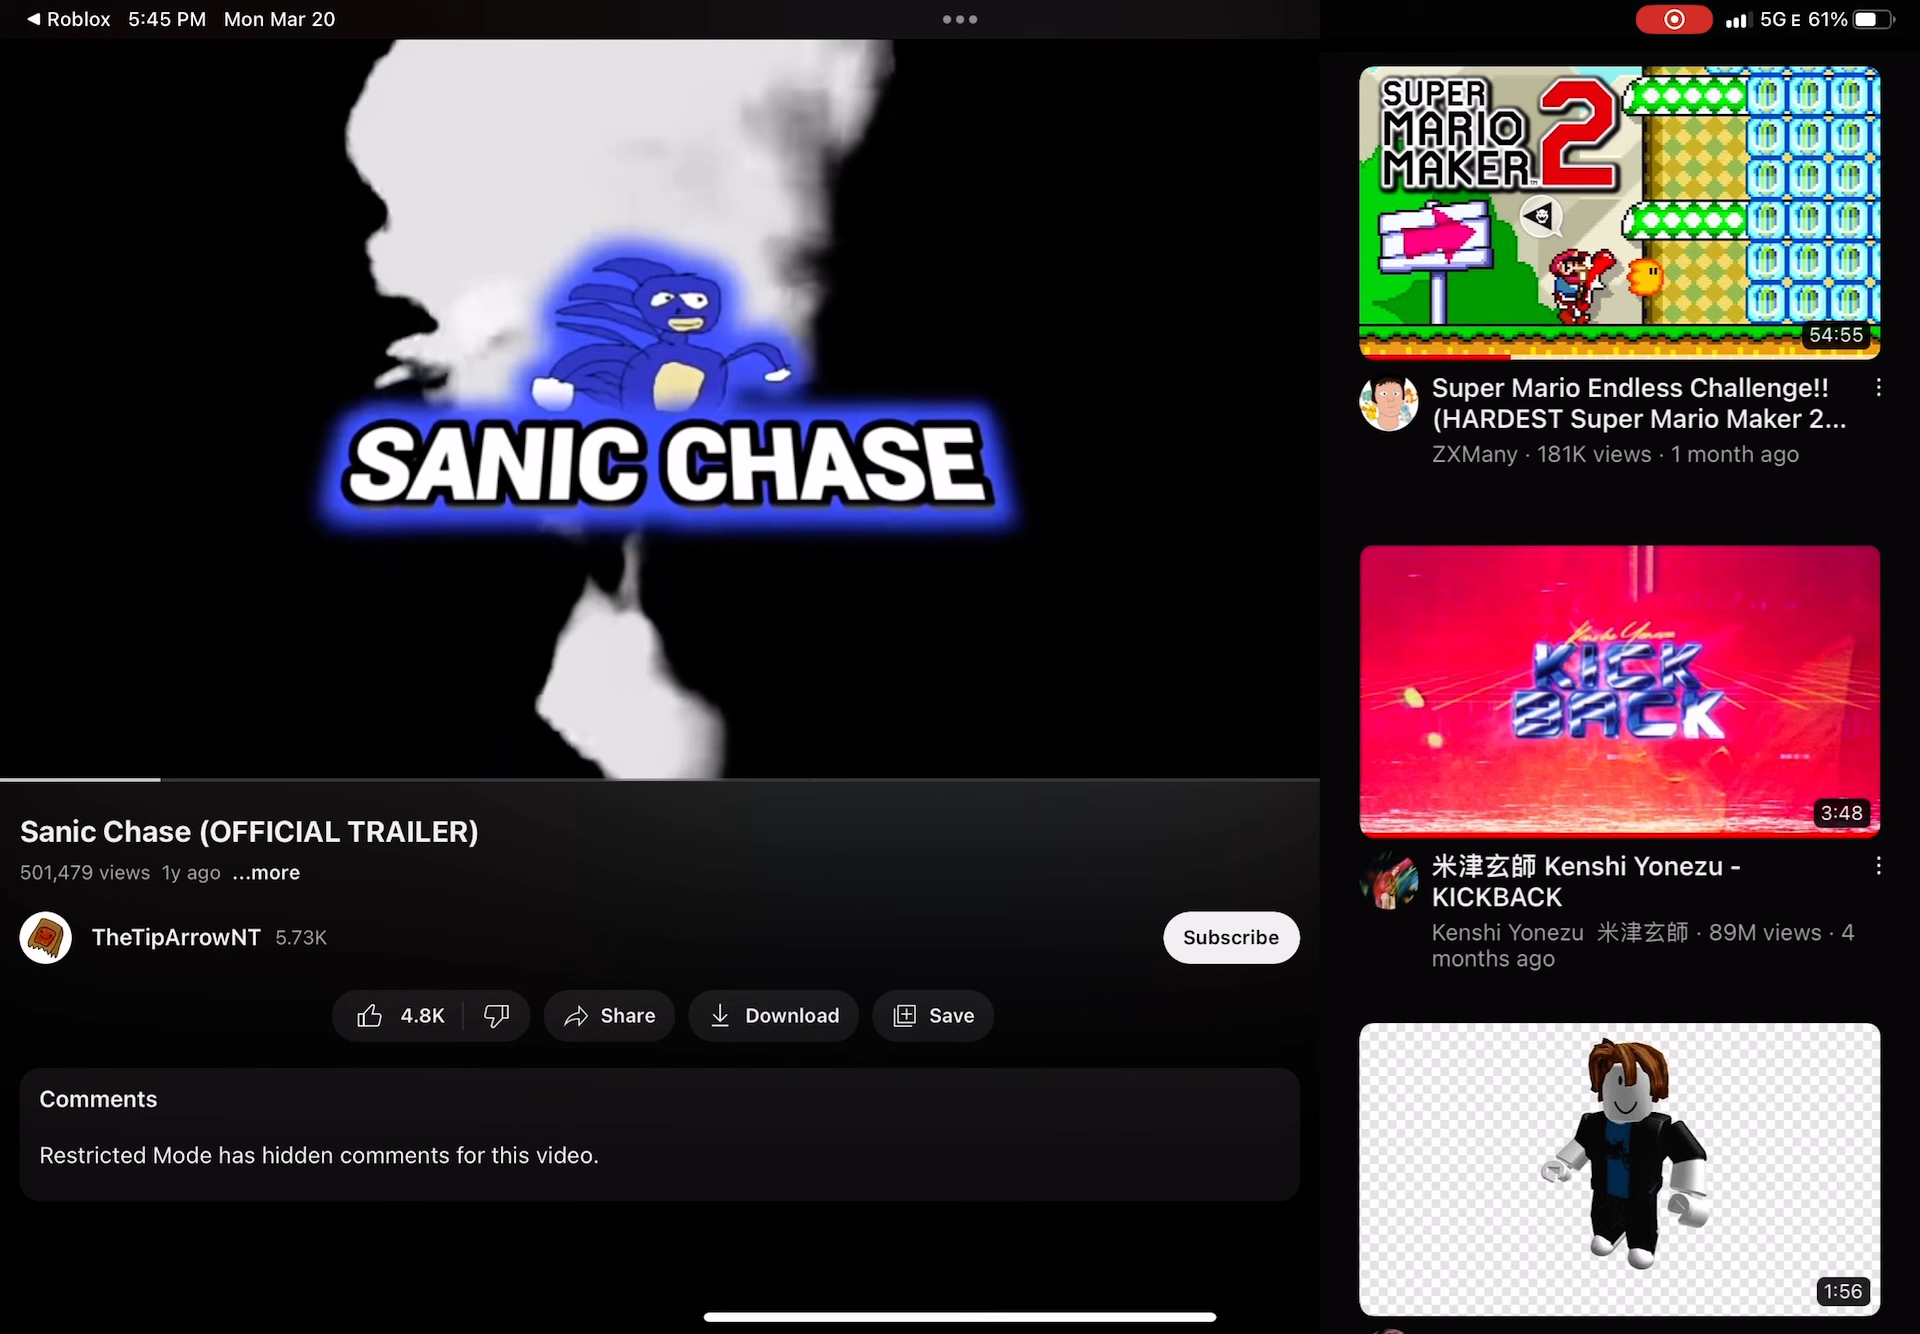 Roblox 5:45 PM Mon Mar 20
5G E 61%
SANIC CHASE
Sanic Chase (OFFICIAL TRAILER)
501,479 views 1y ago ...more
TheTipArrowNT 5.73K
Subscribe
4.8K
Share
Download
Save
Comments
Restricted Mode has hidden comments for this video.
SUPER
MARIO
MAKER 2
54:55
Super Mario Endless Challenge!!
(HARDEST Super Mario Maker 2...
ZXMany · 181K views · 1 month ago
Kenshi Yonezu
KICK
BACK
3:48
米津玄師 Kenshi Yonezu -
KICKBACK
Kenshi Yonezu 米津玄師 · 89M views · 4
months ago
1:56